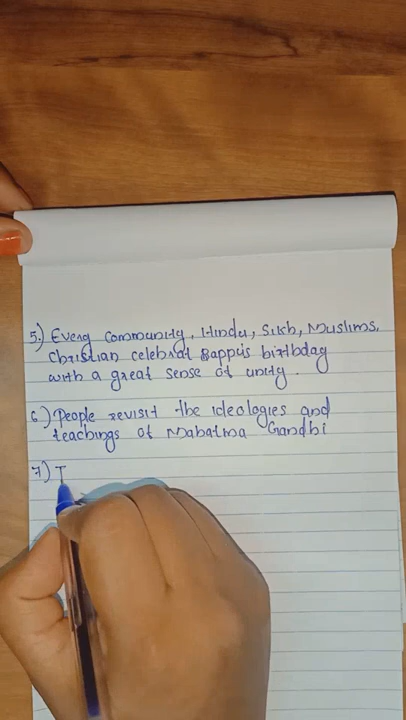 5.) Every community, Hindu, Sikh, Muslims,
Christian celebrat Bappu's birthday
with a great sense of unity.
6.) People revisit the ideologies and
teachings of Mahatma Gandhi
7.) T